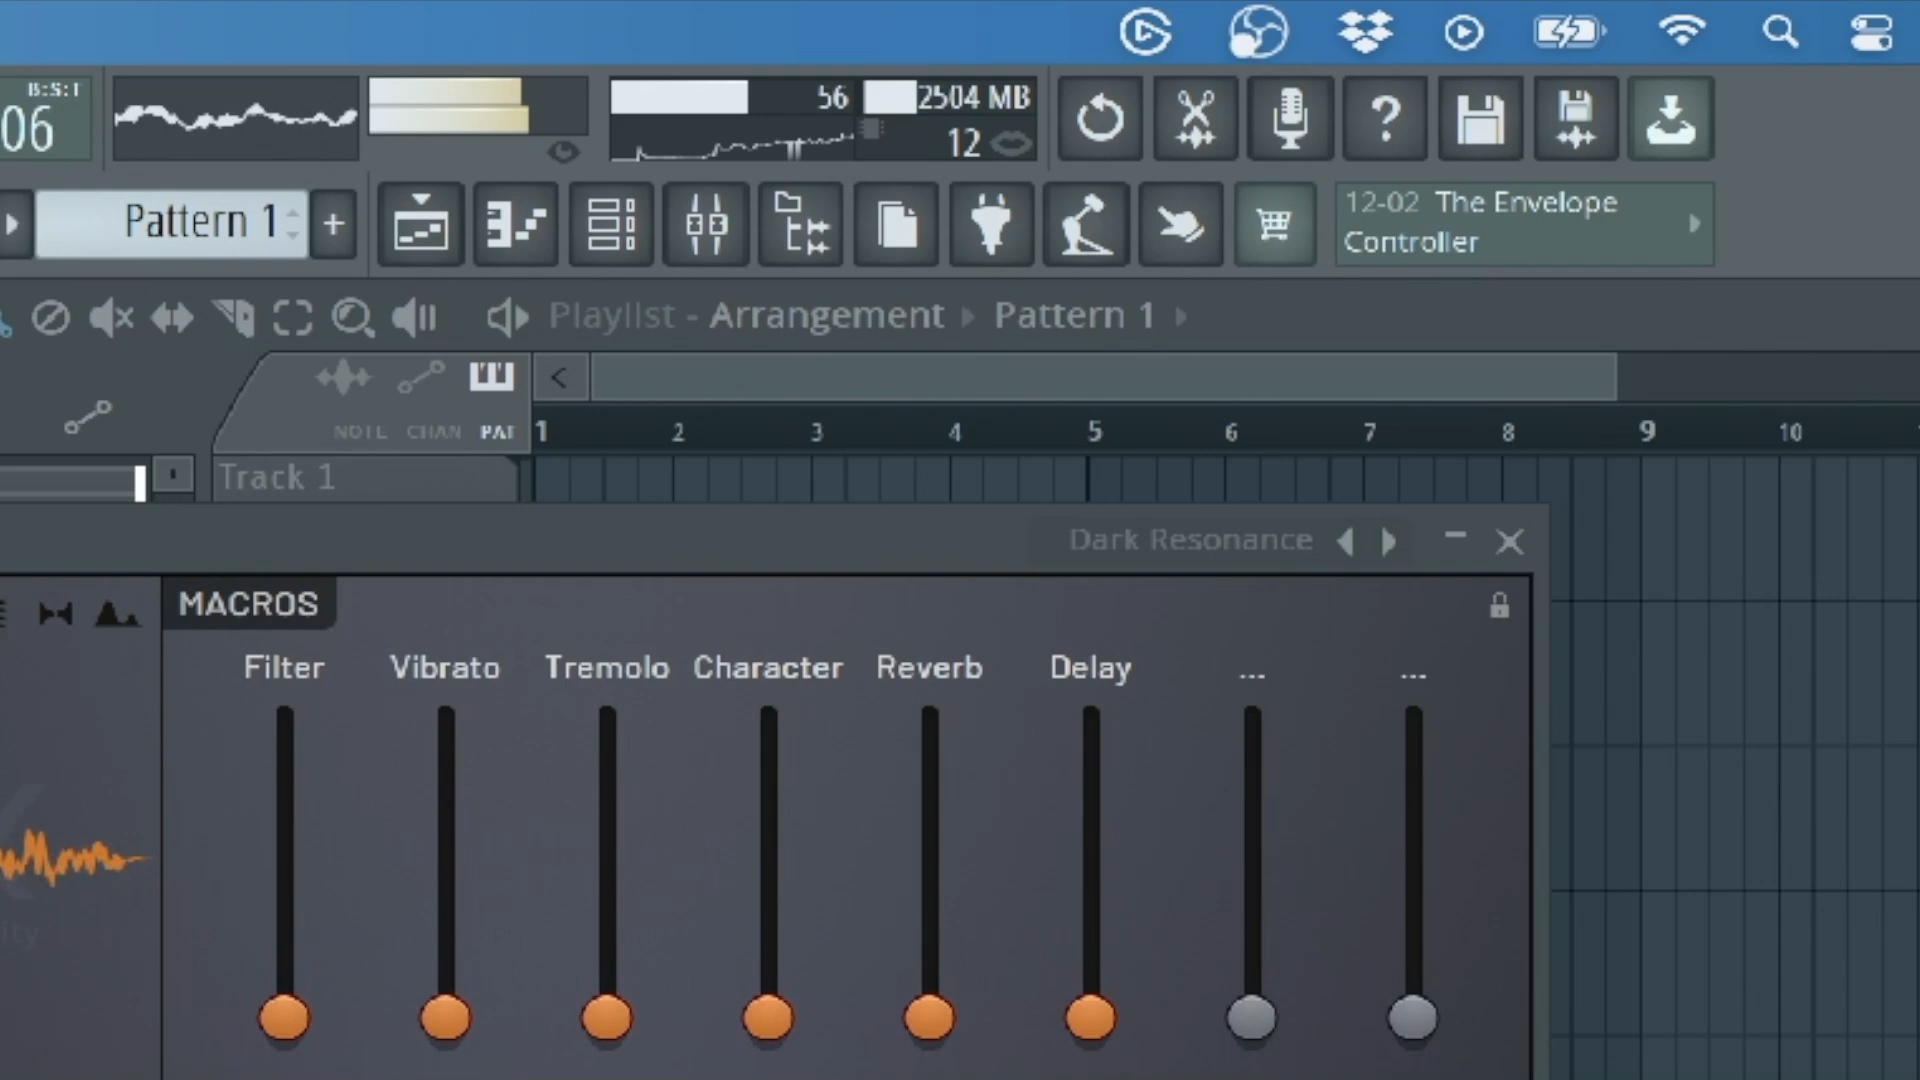 B:S:T
06
56
2504 MB
12
?
Pattern 1
+
12-02 The Envelope
Controller
Playlist - Arrangement Pattern 1
<
NOTE CHAN PAT
1 2 3 4 5 6 7 8 9 10
Track 1
Dark Resonance
MACROS
Filter Vibrato Tremolo Character Reverb Delay ... ...
ity